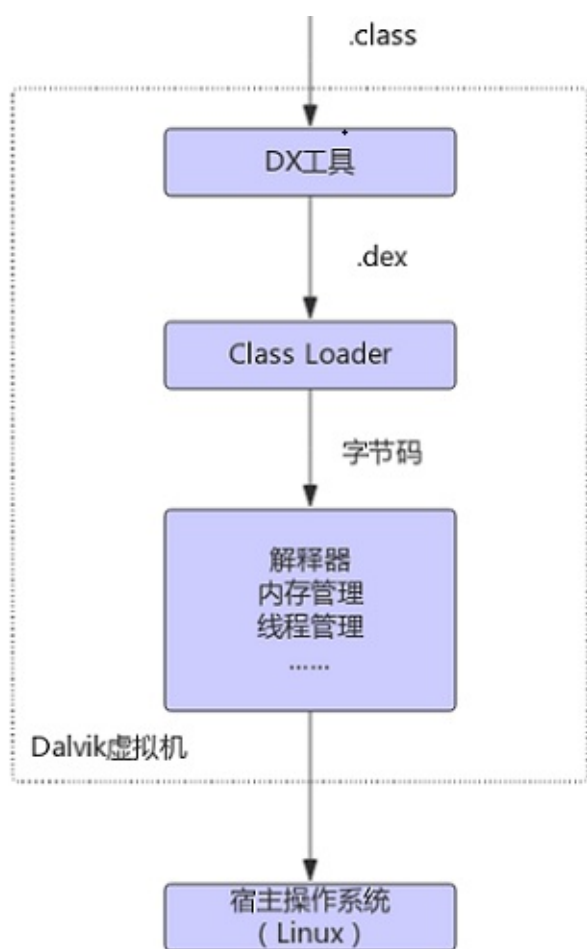 .class
DX工具
.dex
Class Loader
字节码
解释器
内存管理
线程管理
……
Dalvik虚拟机
宿主操作系统
（Linux）